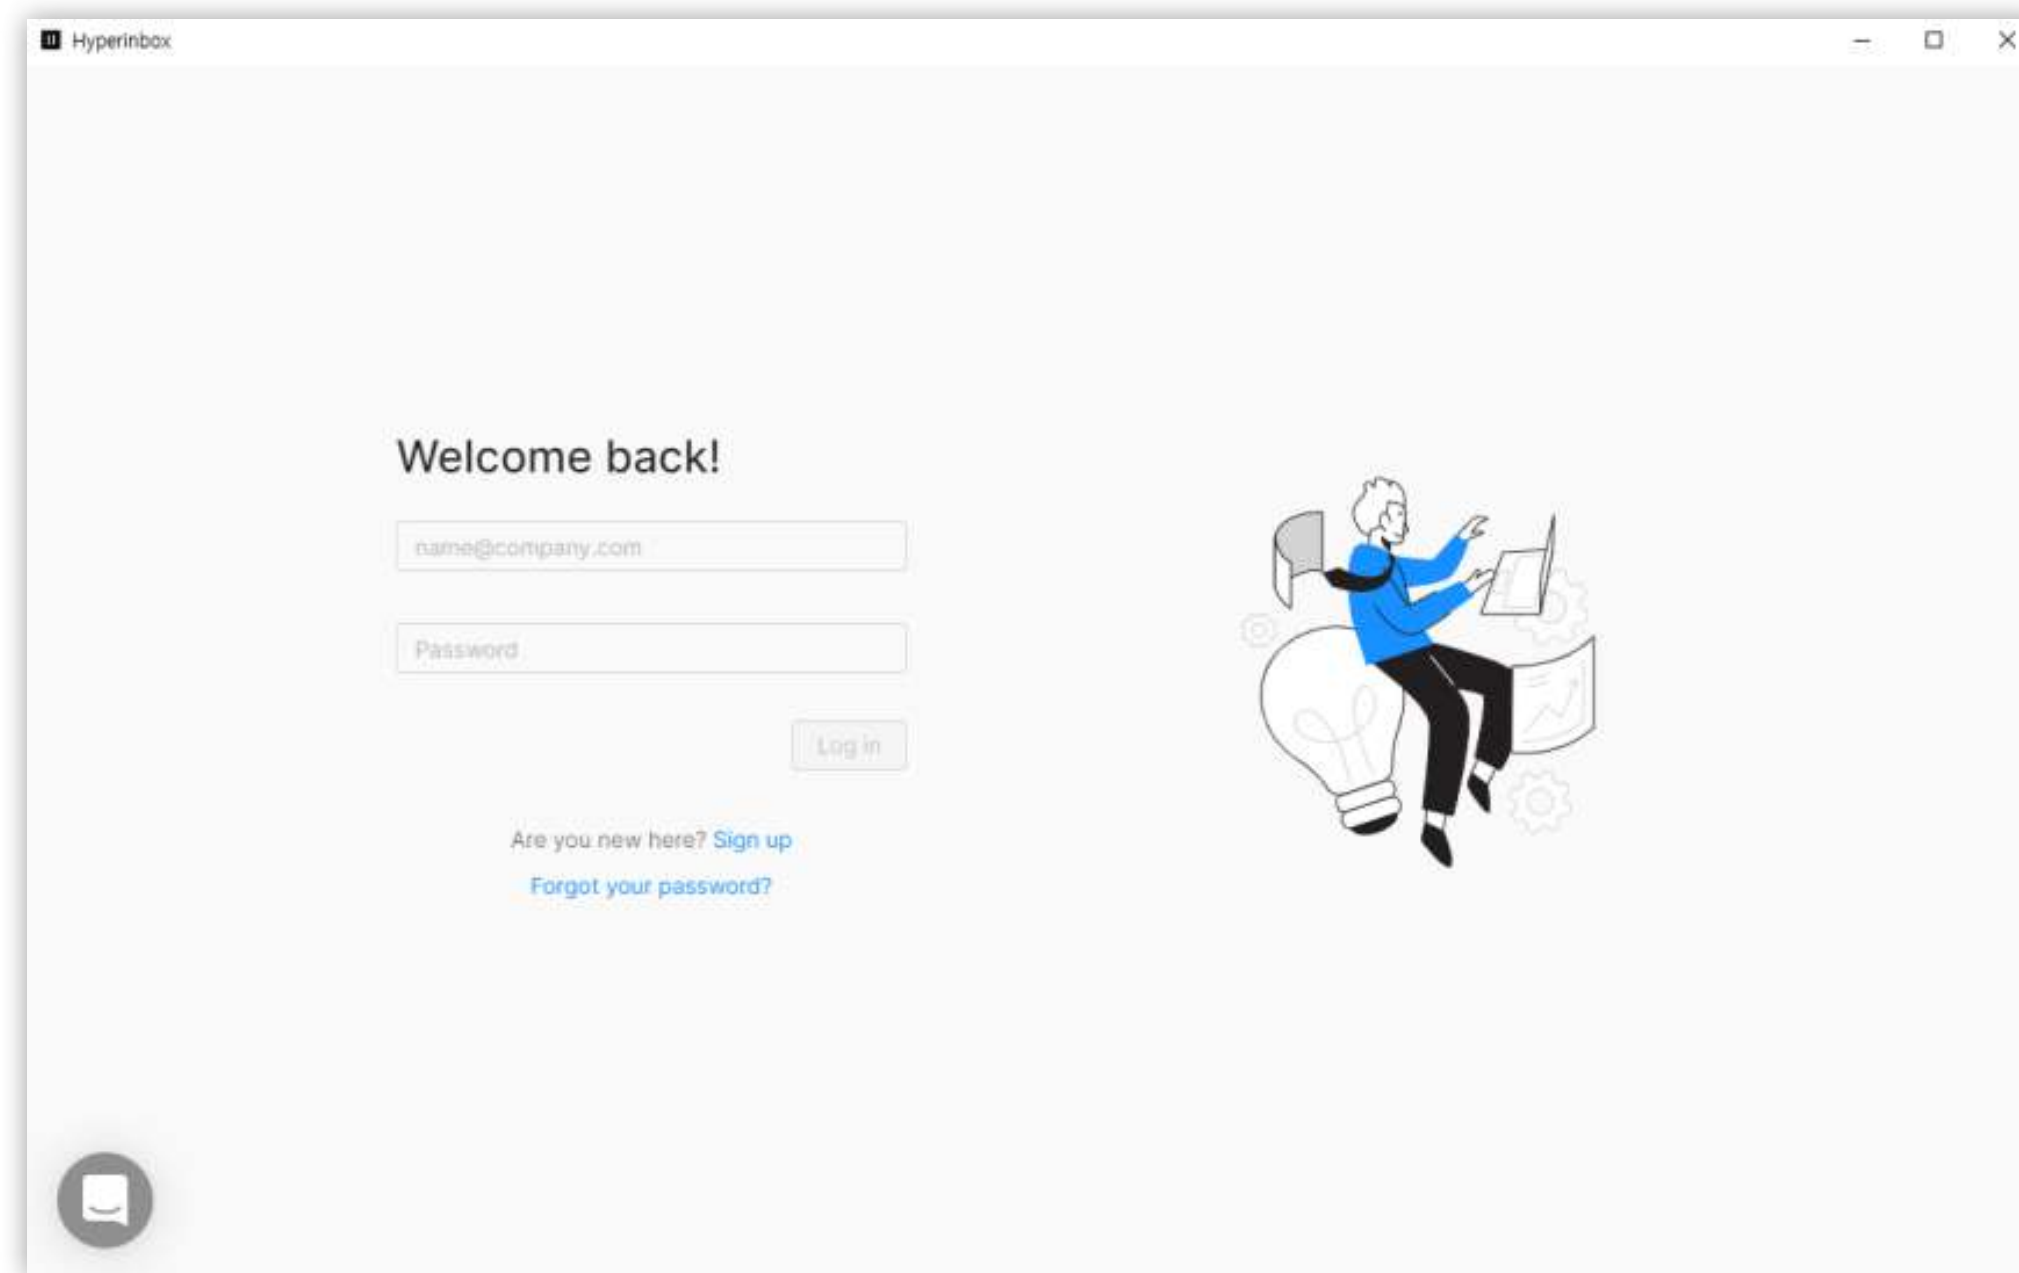 Hyperinbox
Welcome back!
name@company.com
Password
Log in
Are you new here? Sign up
Forgot your password?